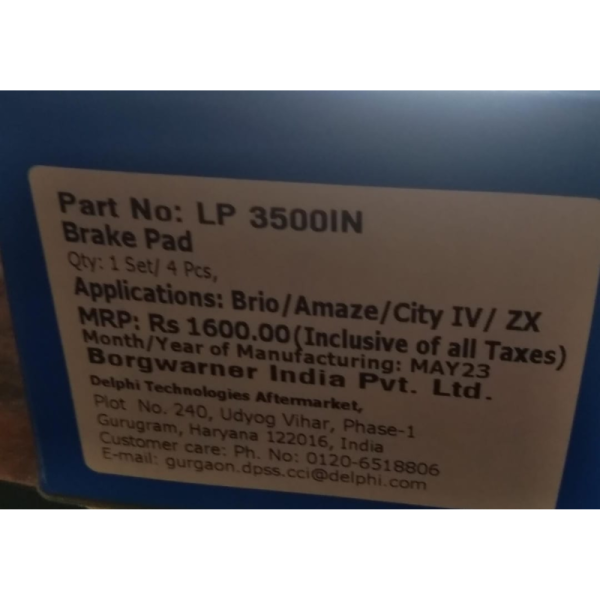 Part No: LP 3500IN
Brake Pad
Qty: 1 Set/ 4 Pcs,
Applications: Brio/Amaze/City IV/ ZX
MRP: Rs 1600.00(Inclusive of all Taxes)
Month/Year of Manufacturing: MAY23
Borgwarner India Pvt. Ltd.
Delphi Technologies Aftermarket,
Plot No. 240, Udyog Vihar, Phase-1
Gurugram, Haryana 122016, India
Customer care: Ph. No: 0120-6518806
E-mail: gurgaon.dpss.cci@delphi.com